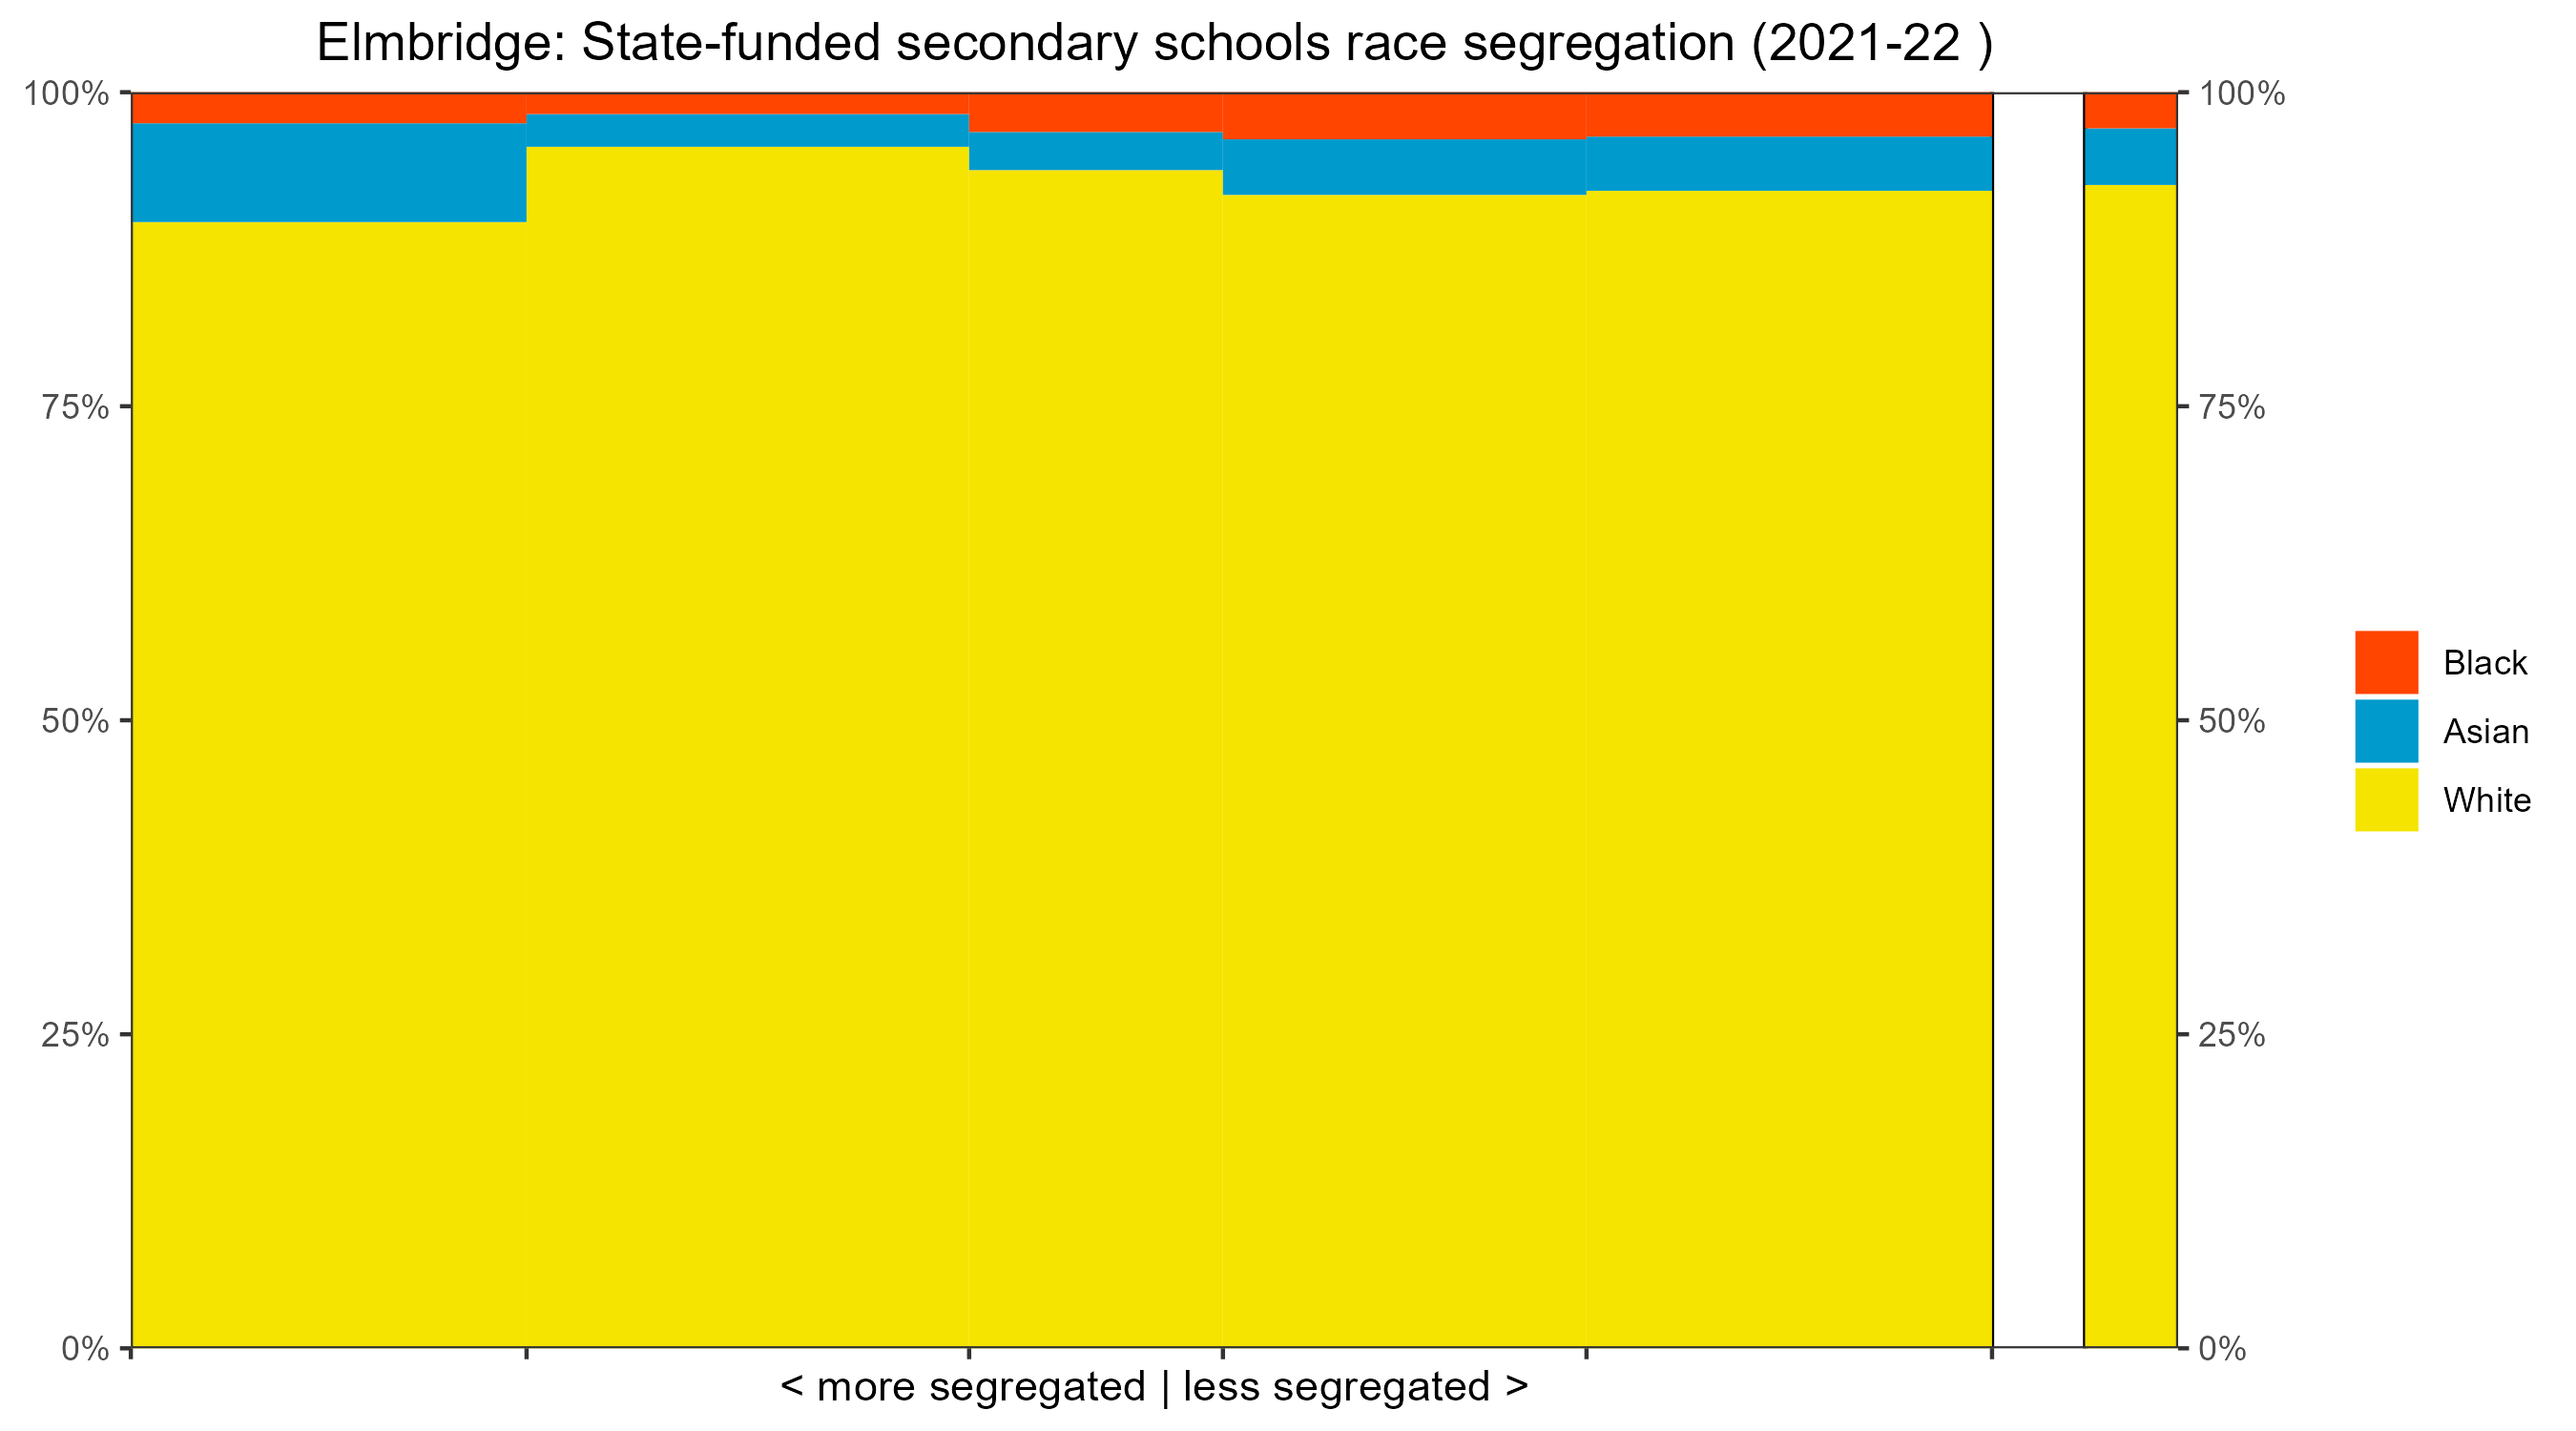 Elmbridge: State-funded secondary schools race segregation (2021-22 )
100%
75%
50%
25%
0%
100%
75%
50%
25%
0%
Black
Asian
White
< more segregated | less segregated >